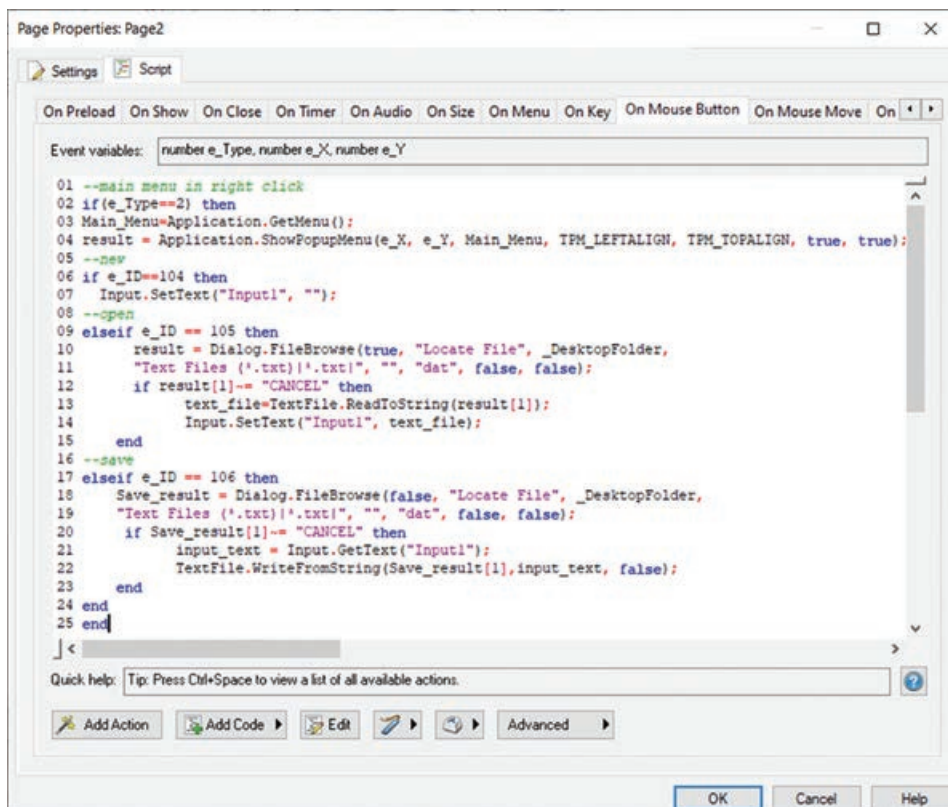 Page Properties: Page2
Settings Script
On Preload On Show On Close On Timer On Audio On Size On Menu On Key On Mouse Button On Mouse Move On
Event variables: number e_Type, number e_X, number e_Y
01 --main menu in right click
02 if(e_Type==2) then
03 Main_Menu=Application.GetMenu();
04 result = Application.ShowPopupMenu(e_X, e_Y, Main_Menu, TPM_LEFTALIGN, TPM_TOPALIGN, true, true);
05 --new
06 if e_ID==104 then
07 Input.SetText("Input1", "");
08 --open
09 elseif e_ID == 105 then
10 result = Dialog.FileBrowse(true, "Locate File", _DesktopFolder,
11 "Text Files (*.txt)|*.txt|", "", "dat", false, false);
12 if result[1]~= "CANCEL" then
13 text_file=TextFile.ReadToString(result[1]);
14 Input.SetText("Input1", text_file);
15 end
16 --save
17 elseif e_ID == 106 then
18 Save_result = Dialog.FileBrowse(false, "Locate File", _DesktopFolder,
19 "Text Files (*.txt)|*.txt|", "", "dat", false, false);
20 if Save_result[1]~= "CANCEL" then
21 input_text = Input.GetText("Input1");
22 TextFile.WriteFromString(Save_result[1],input_text, false);
23 end
24 end
25 end
Quick help: Tip: Press Ctrl+Space to view a list of all available actions.
Add Action Add Code Edit Advanced
OK Cancel Help